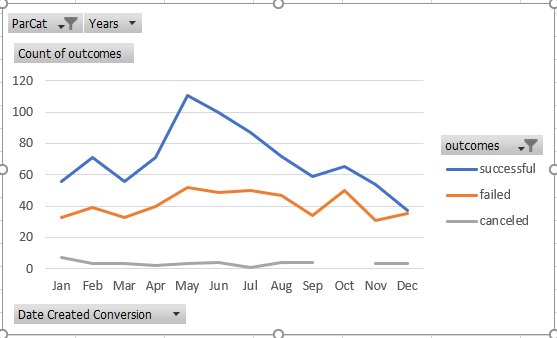 ParCat Years
Count of outcomes
120
100
80
60
40
20
0
Jan Feb Mar Apr May Jun Jul Aug Sep Oct Nov Dec
outcomes
successful
failed
canceled
Date Created Conversion